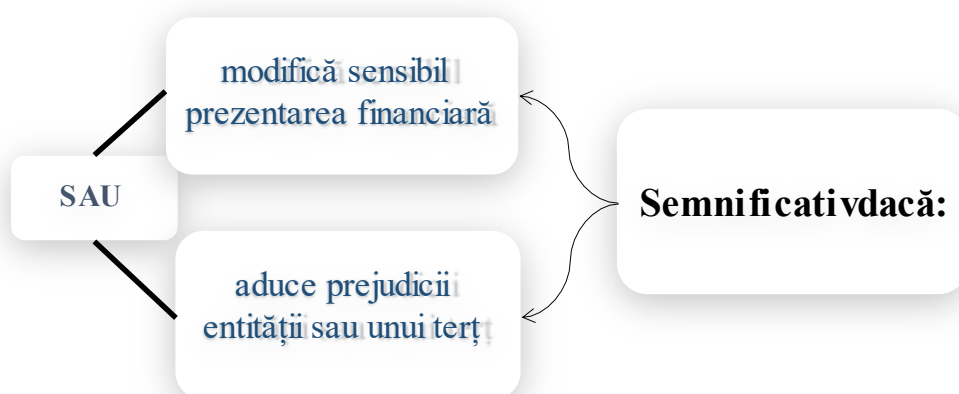 modifică sensibil
prezentarea financiară
SAU
Semnificativdacă:
aduce prejudicii
entității sau unui terț